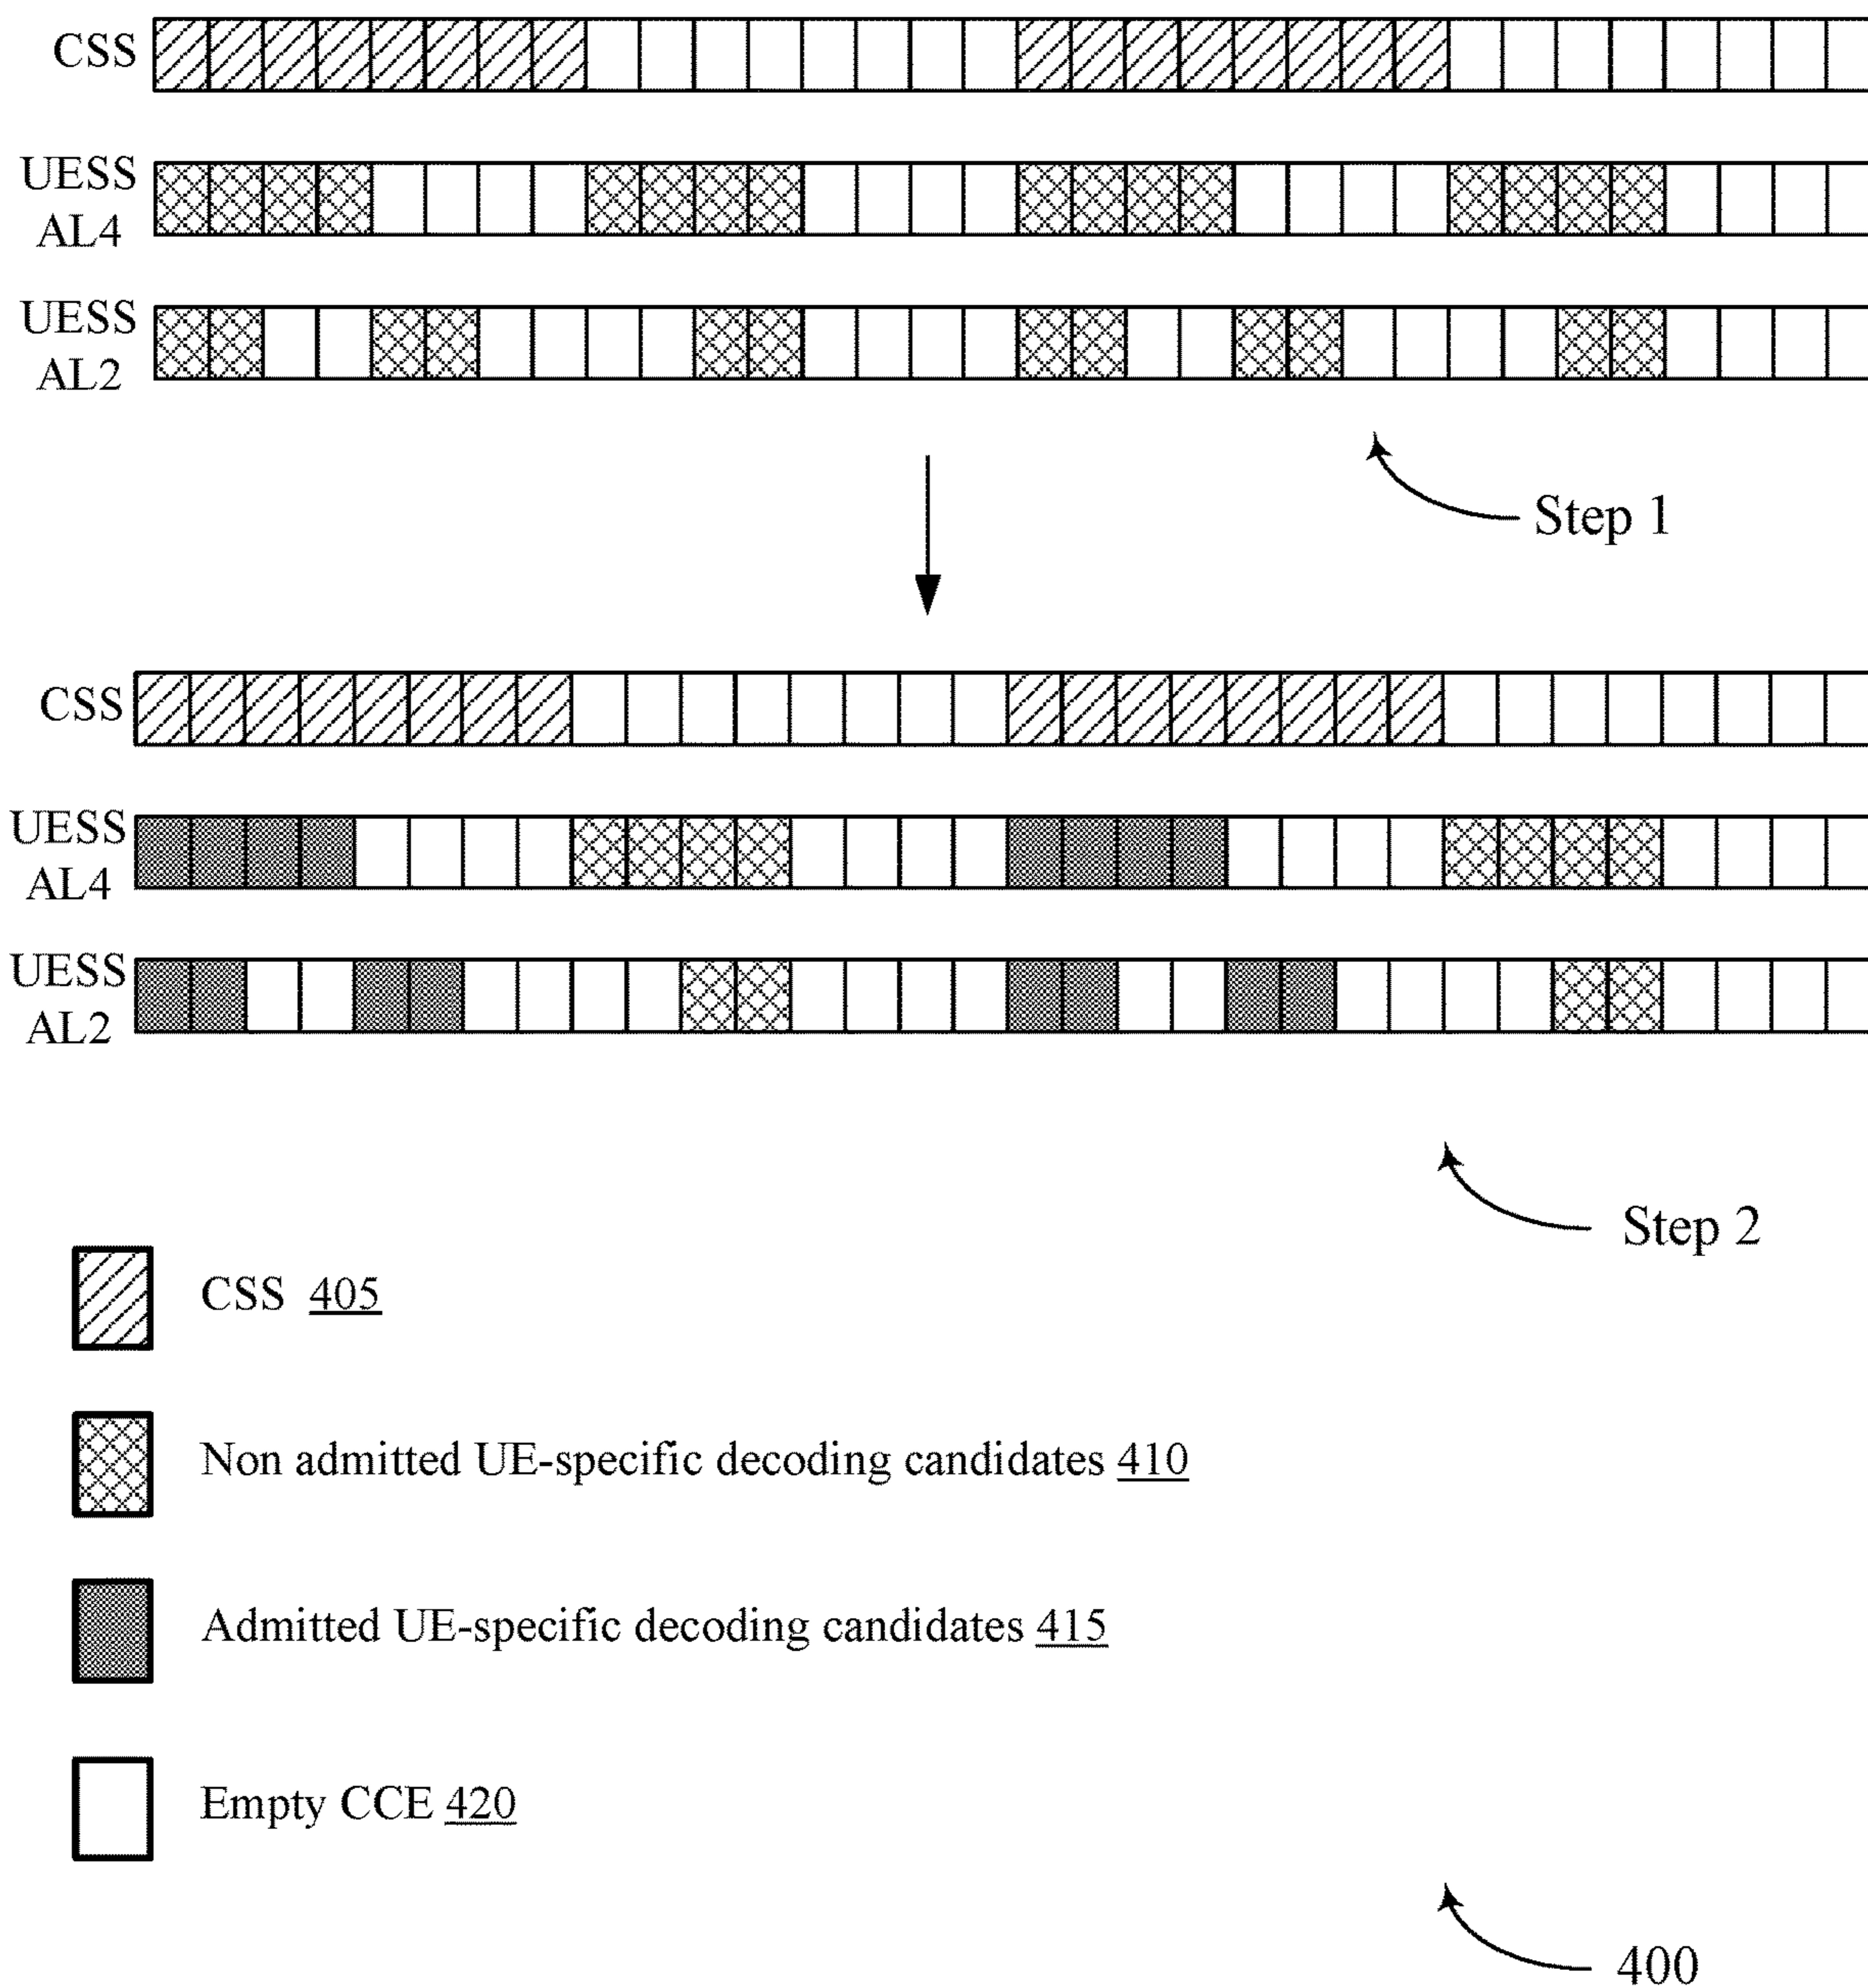 CSS
UESS
AL4
UESS
AL2
Step 1
CSS
UESS
AL4
UESS
AL2
Step 2
CSS 405
Non admitted UE-specific decoding candidates 410
Admitted UE-specific decoding candidates 415
Empty CCE 420
400